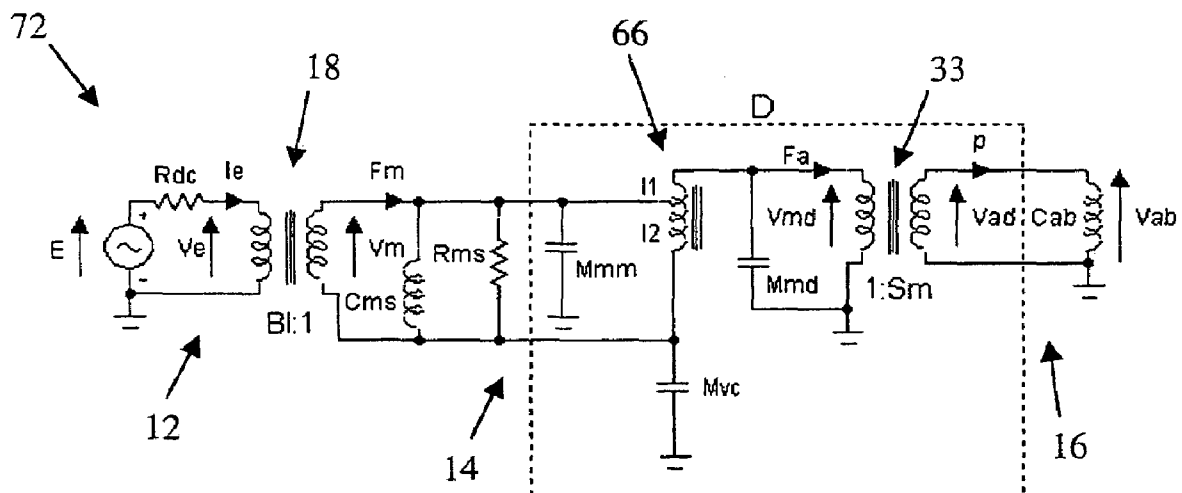 72
18
66
D
33
Rdc
Ie
Fm
Fa
p
+
E
Ve
Vm
Rms
I1
I2
Vmd
Vad
Cab
Vab
-
Mmm
Mmd
Cms
Bl:1
1:Sm
Mvc
12
14
16